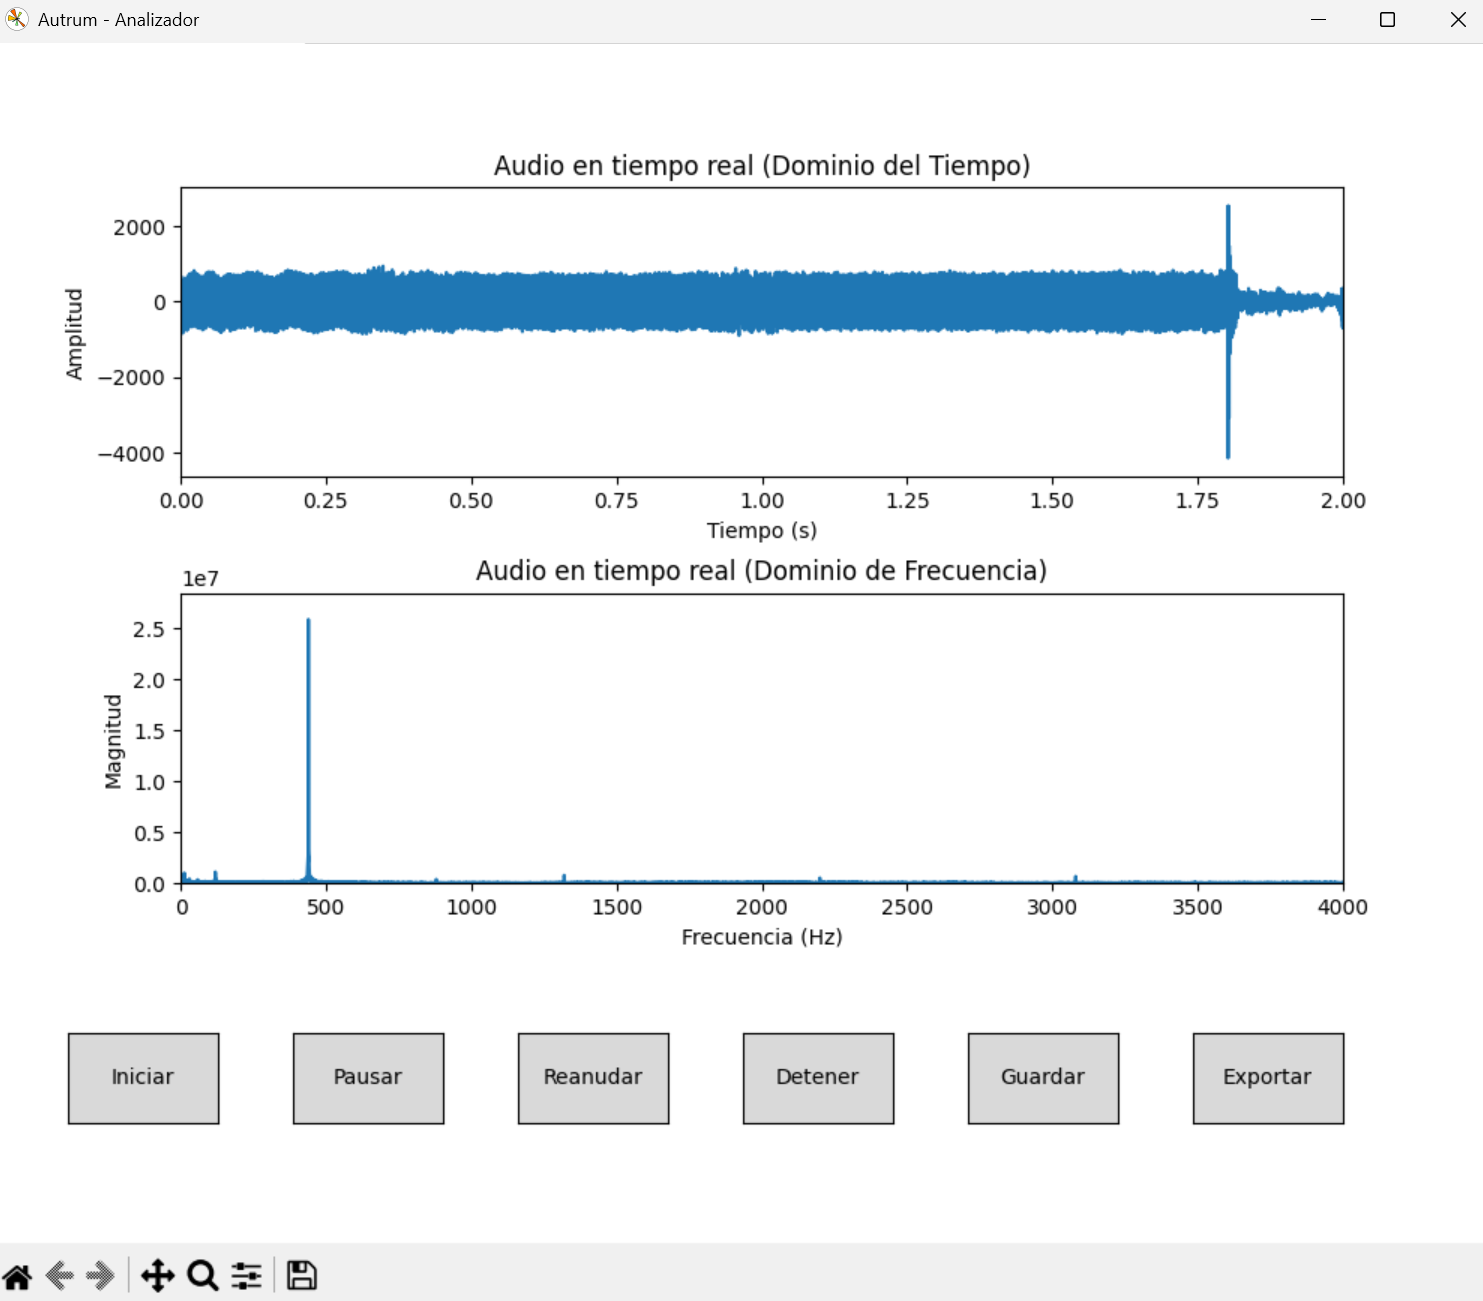 Autrum - Analizador
Audio en tiempo real (Dominio del Tiempo)
Amplitud
2000
0
−2000
−4000
0.00 0.25 0.50 0.75 1.00 1.25 1.50 1.75 2.00
Tiempo (s)
Audio en tiempo real (Dominio de Frecuencia)
1e7
Magnitud
2.5
2.0
1.5
1.0
0.5
0.0
0 500 1000 1500 2000 2500 3000 3500 4000
Frecuencia (Hz)
Iniciar Pausar Reanudar Detener Guardar Exportar